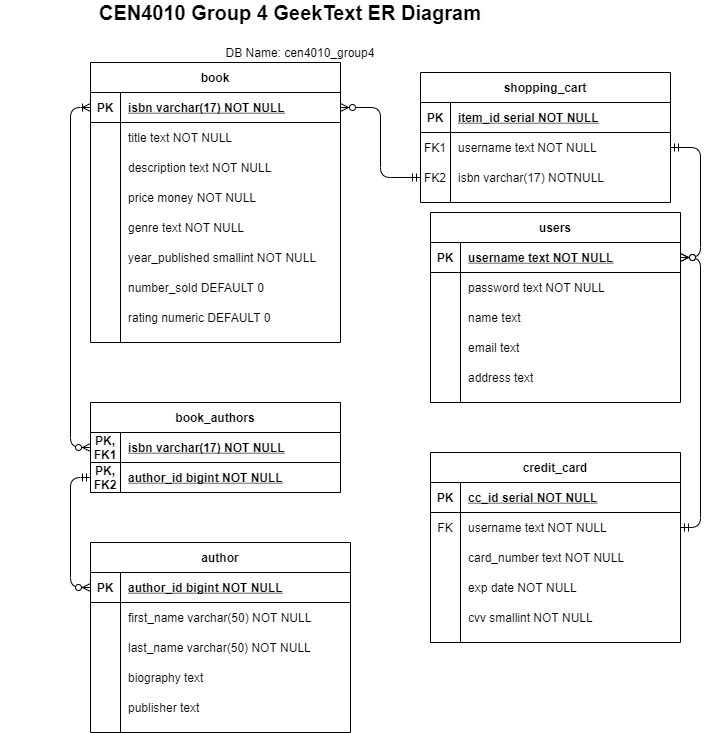 CEN4010 Group 4 GeekText ER Diagram
DB Name: cen4010_group4
book
PK isbn varchar(17) NOT NULL
title text NOT NULL
description text NOT NULL
price money NOT NULL
genre text NOT NULL
year_published smallint NOT NULL
number_sold DEFAULT 0
rating numeric DEFAULT 0
shopping_cart
PK item_id serial NOT NULL
FK1 username text NOT NULL
FK2 isbn varchar(17) NOTNULL
users
PK username text NOT NULL
password text NOT NULL
name text
email text
address text
book_authors
PK,
FK1 isbn varchar(17) NOT NULL
PK,
FK2 author_id bigint NOT NULL
credit_card
PK cc_id serial NOT NULL
FK username text NOT NULL
card_number text NOT NULL
exp date NOT NULL
cvv smallint NOT NULL
author
PK author_id bigint NOT NULL
first_name varchar(50) NOT NULL
last_name varchar(50) NOT NULL
biography text
publisher text